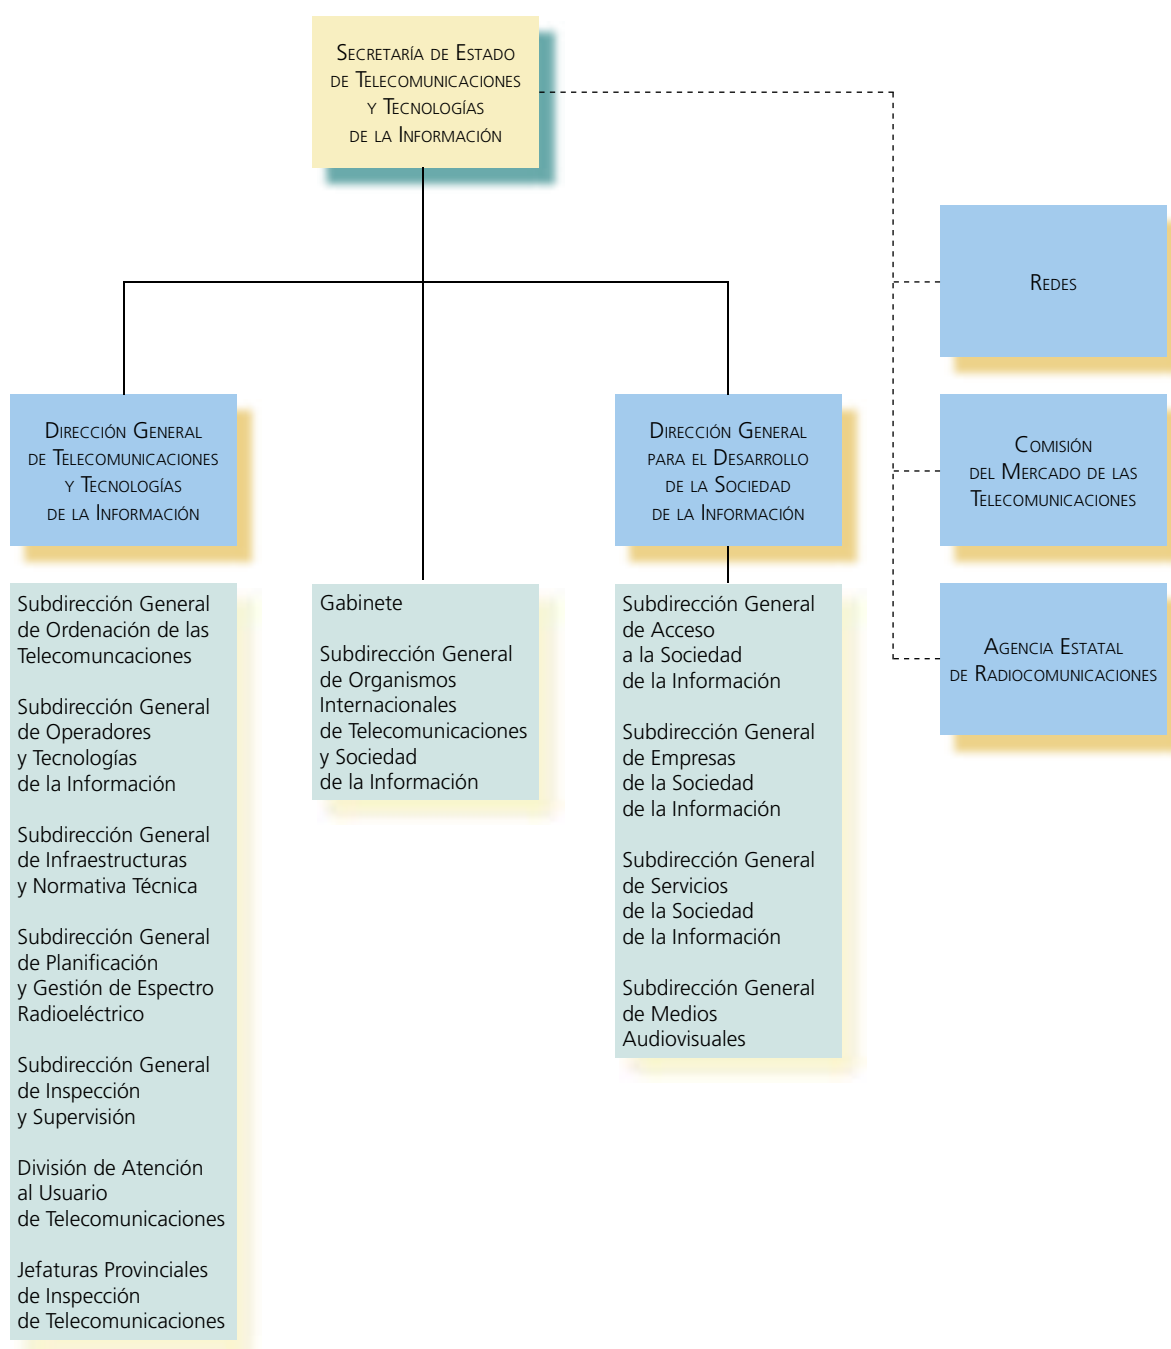 Secretaría de Estado
de Telecomunicaciones
y Tecnologías
de la Información
Redes
Dirección General
de Telecomunicaciones
y Tecnologías
de la Información
Dirección General
para el Desarrollo
de la Sociedad
de la Información
Comisión
del Mercado de las
Telecomunicaciones
Agencia Estatal
de Radiocomunicaciones
Subdirección General
de Ordenación de las
Telecomuncaciones
Subdirección General
de Operadores
y Tecnologías
de la Información
Subdirección General
de Infraestructuras
y Normativa Técnica
Subdirección General
de Planificación
y Gestión de Espectro
Radioeléctrico
Subdirección General
de Inspección
y Supervisión
División de Atención
al Usuario
de Telecomunicaciones
Jefaturas Provinciales
de Inspección
de Telecomunicaciones
Gabinete
Subdirección General
de Organismos
Internacionales
de Telecomunicaciones
y Sociedad
de la Información
Subdirección General
de Acceso
a la Sociedad
de la Información
Subdirección General
de Empresas
de la Sociedad
de la Información
Subdirección General
de Servicios
de la Sociedad
de la Información
Subdirección General
de Medios
Audiovisuales